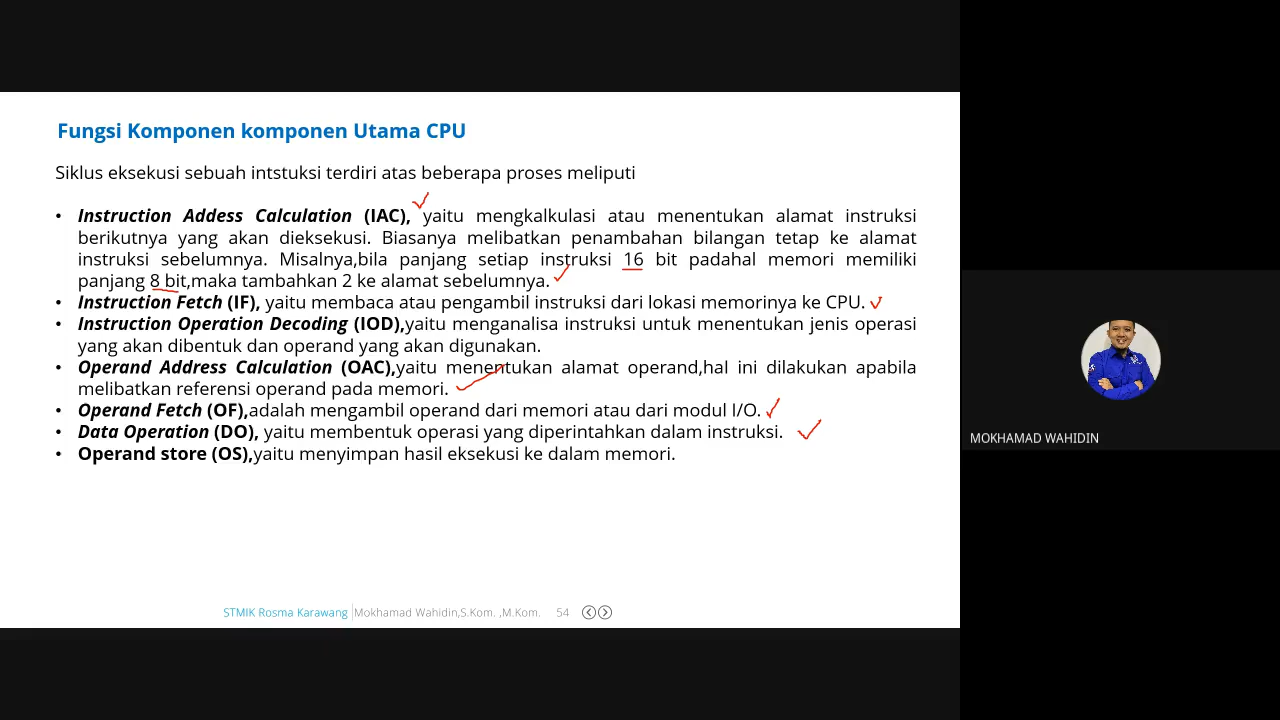 Fungsi Komponen komponen Utama CPU
Siklus eksekusi sebuah intstuksi terdiri atas beberapa proses meliputi
• Instruction Addess Calculation (IAC), yaitu mengkalkulasi atau menentukan alamat instruksi
berikutnya yang akan dieksekusi. Biasanya melibatkan penambahan bilangan tetap ke alamat
instruksi sebelumnya. Misalnya,bila panjang setiap instruksi 16 bit padahal memori memiliki
panjang 8 bit,maka tambahkan 2 ke alamat sebelumnya.
• Instruction Fetch (IF), yaitu membaca atau pengambil instruksi dari lokasi memorinya ke CPU.
• Instruction Operation Decoding (IOD),yaitu menganalisa instruksi untuk menentukan jenis operasi
yang akan dibentuk dan operand yang akan digunakan.
• Operand Address Calculation (OAC),yaitu menentukan alamat operand,hal ini dilakukan apabila
melibatkan referensi operand pada memori.
• Operand Fetch (OF),adalah mengambil operand dari memori atau dari modul I/O.
• Data Operation (DO), yaitu membentuk operasi yang diperintahkan dalam instruksi.
• Operand store (OS),yaitu menyimpan hasil eksekusi ke dalam memori.
STMIK Rosma Karawang Mokhamad Wahidin,S.Kom. ,M.Kom. 54
MOKHAMAD WAHIDIN